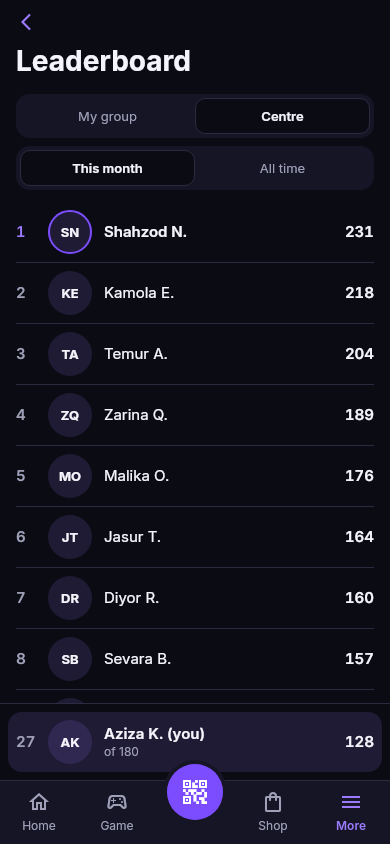 Leaderboard
My group
Centre
This month
All time
1 SN Shahzod N. 231
2 KE Kamola E. 218
3 TA Temur A. 204
4 ZQ Zarina Q. 189
5 MO Malika O. 176
6 JT Jasur T. 164
7 DR Diyor R. 160
8 SB Sevara B. 157
27 AK Aziza K. (you) 128
of 180
Home
Game
Shop
More